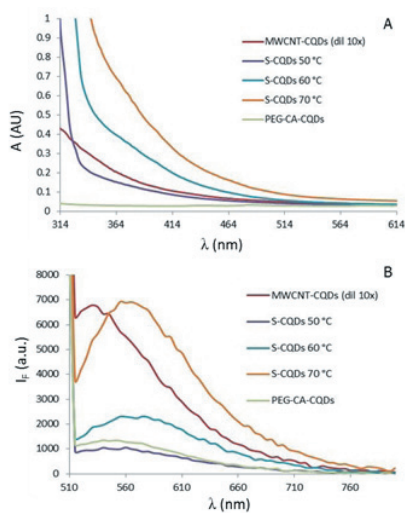 A
1
0.9
0.8
0.7
0.6
0.5
0.4
0.3
0.2
0.1
0
A (AU)
MWCNT-CQDs (dil 10x)
S-CQDs 50 °C
S-CQDs 60 °C
S-CQDs 70 °C
PEG-CA-CQDs
314 364 414 464 514 564 614
λ (nm)
B
8000
7000
6000
5000
4000
3000
2000
1000
0
IF (a.u.)
MWCNT-CQDs (dil 10x)
S-CQDs 50 °C
S-CQDs 60 °C
S-CQDs 70 °C
PEG-CA-CQDs
510 560 610 660 710 760
λ (nm)